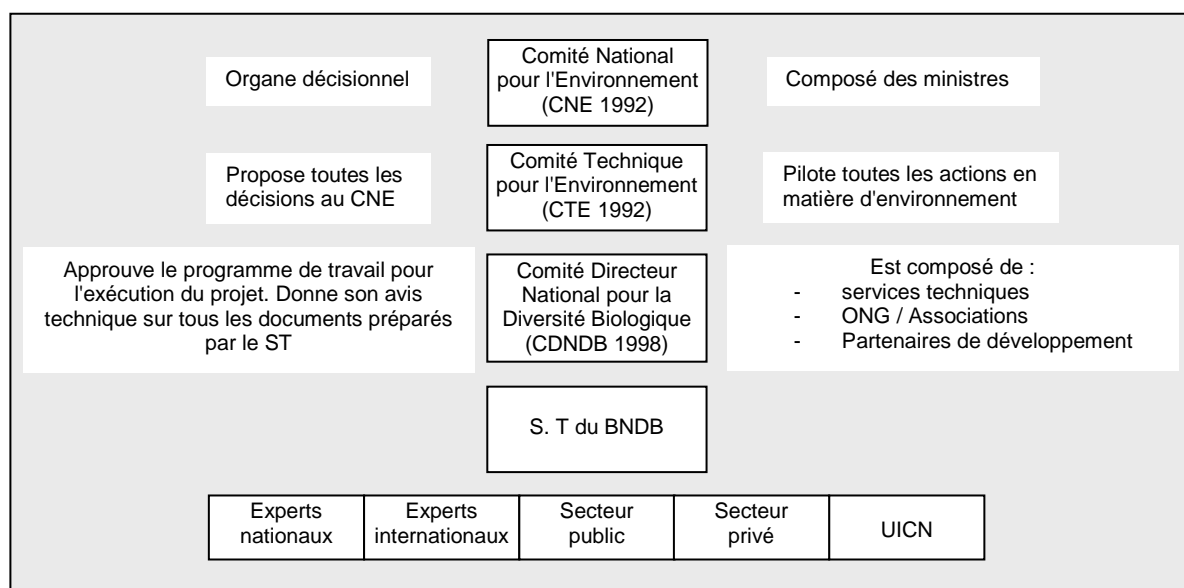 Organe décisionnel
Comité National
pour l'Environnement
(CNE 1992)
Composé des ministres
Propose toutes les
décisions au CNE
Comité Technique
pour l'Environnement
(CTE 1992)
Pilote toutes les actions en
matière d'environnement
Approuve le programme de travail pour
l'exécution du projet. Donne son avis
technique sur tous les documents préparés
par le ST
Comité Directeur
National pour la
Diversité Biologique
(CDNDB 1998)
Est composé de :
- services techniques
- ONG / Associations
- Partenaires de développement
S. T du BNDB
Experts
nationaux
Experts
internationaux
Secteur
public
Secteur
privé
UICN